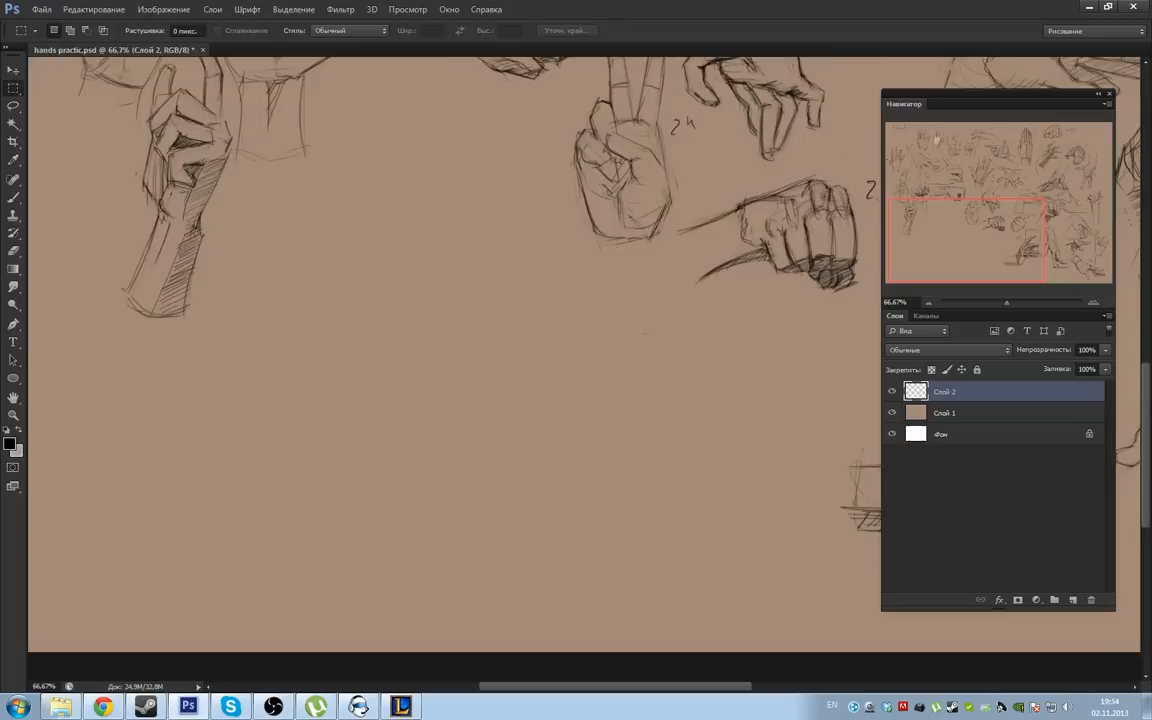 Ps Файл Редактирование Изображение Слои Шрифт Выделение Фильтр 3D Просмотр Окно Справка
Растушевка: 0 пикс. Сглаживание Стиль: Обычный Шир.: Выс.: Уточн. край... Рисование
hands practic.psd @ 66,7% (Слой 2, RGB/8) * ×
24
2
Навигатор
66,67%
Слои Каналы
Вид
Обычные Непрозрачность: 100%
Закрепить: Заливка: 100%
Слой 2
Слой 1
Фон
fx
66,67% Док: 24,9M/32,8M
Ps EN 19:34
02.11.2013